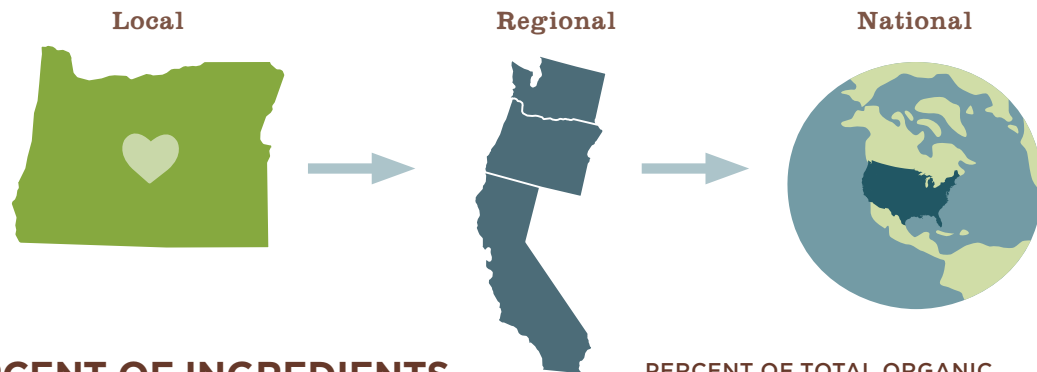 Local
Regional
National
OF INGREDIENTS
PERCENT OF TOTAL ORGANIC